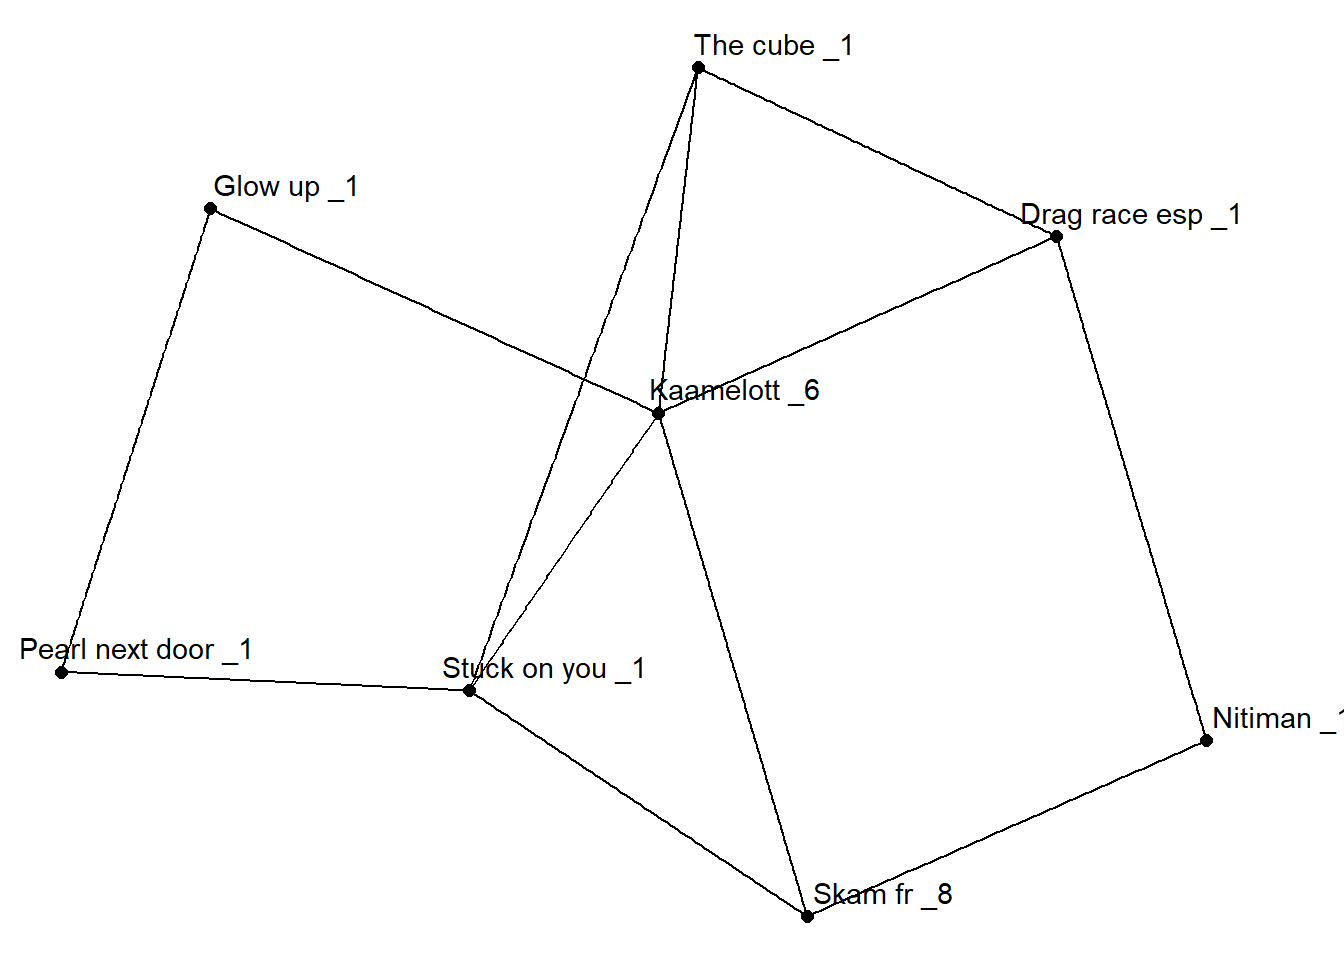 The cube _1
Glow up _1
Drag race esp _1
Kaamelott _6
Pearl next door _1
Stuck on you _1
Nitiman _1
Skam fr _8